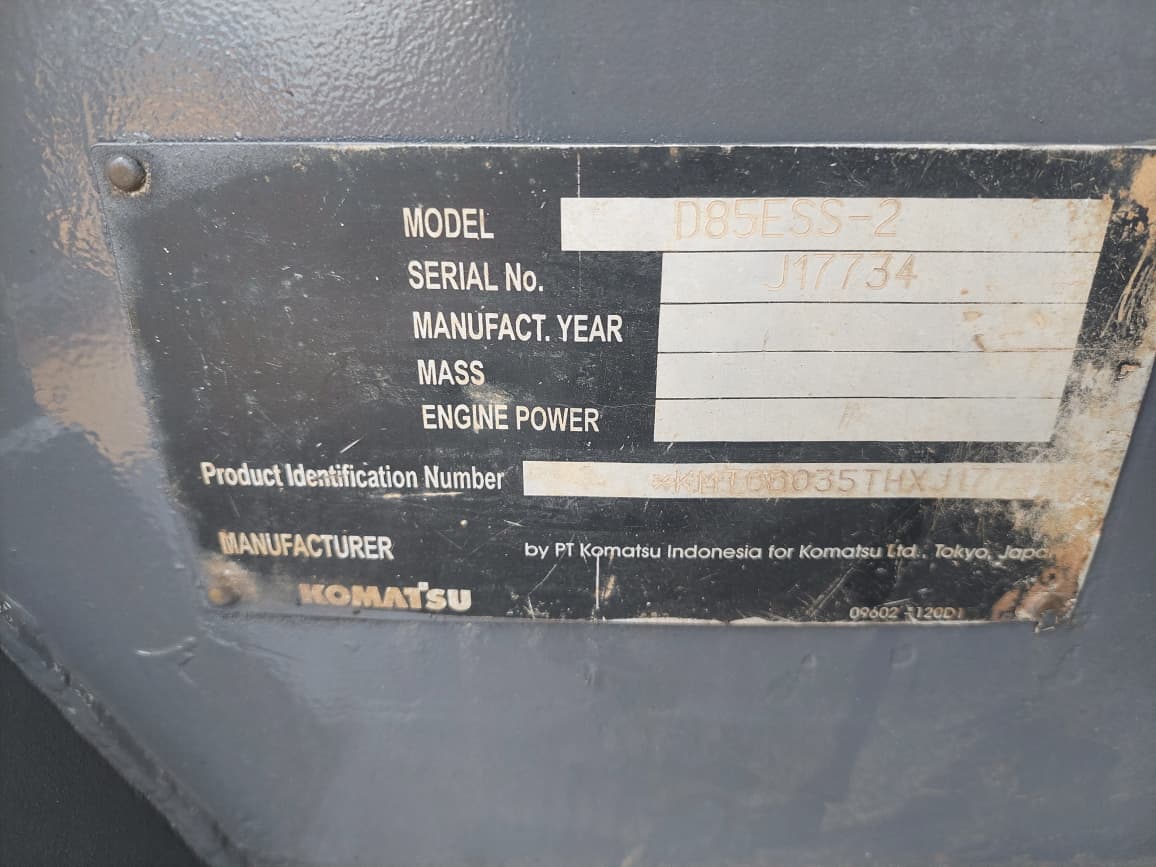 MODEL D85ESS-2
SERIAL No. J17734
MANUFACT. YEAR
MASS
ENGINE POWER
Product Identification Number
MANUFACTURER by PT Komatsu Indonesia for Komatsu Ltd., Tokyo, Japan
KOMATSU